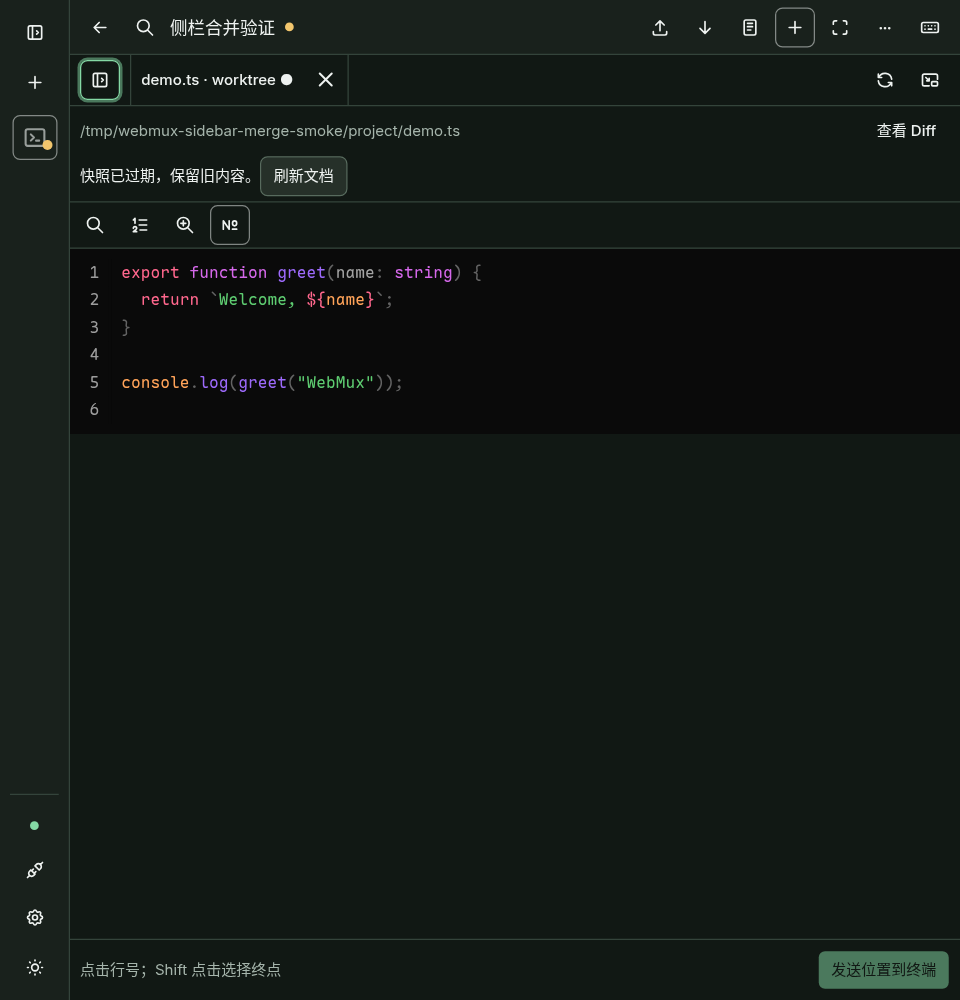 侧栏合并验证
demo.ts · worktree
/tmp/webmux-sidebar-merge-smoke/project/demo.ts
查看 Diff
快照已过期，保留旧内容。 刷新文档
Nº
1 export function greet(name: string) {
2   return `Welcome, ${name}`;
3 }
4
5 console.log(greet("WebMux"));
6
点击行号；Shift 点击选择终点
发送位置到终端